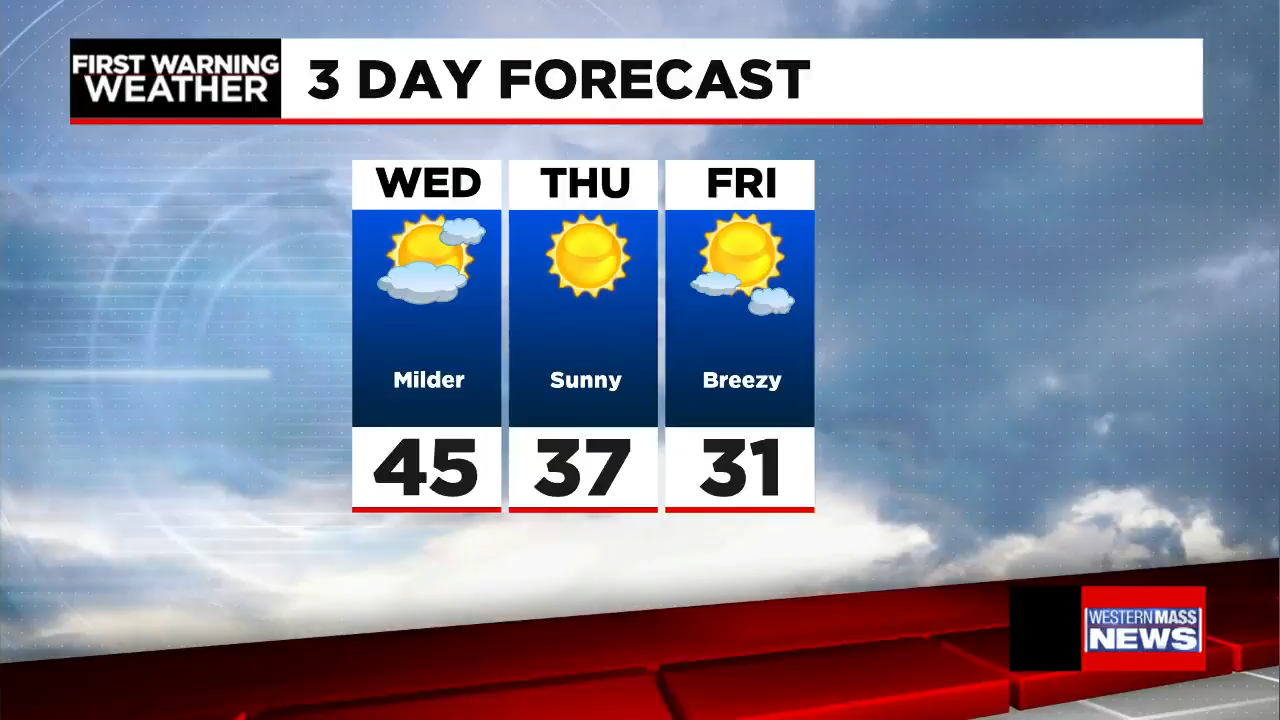 FIRST WARNING
WEATHER
3 DAY FORECAST
WED THU FRI
Milder Sunny Breezy
45 37 31
WESTERN MASS
NEWS